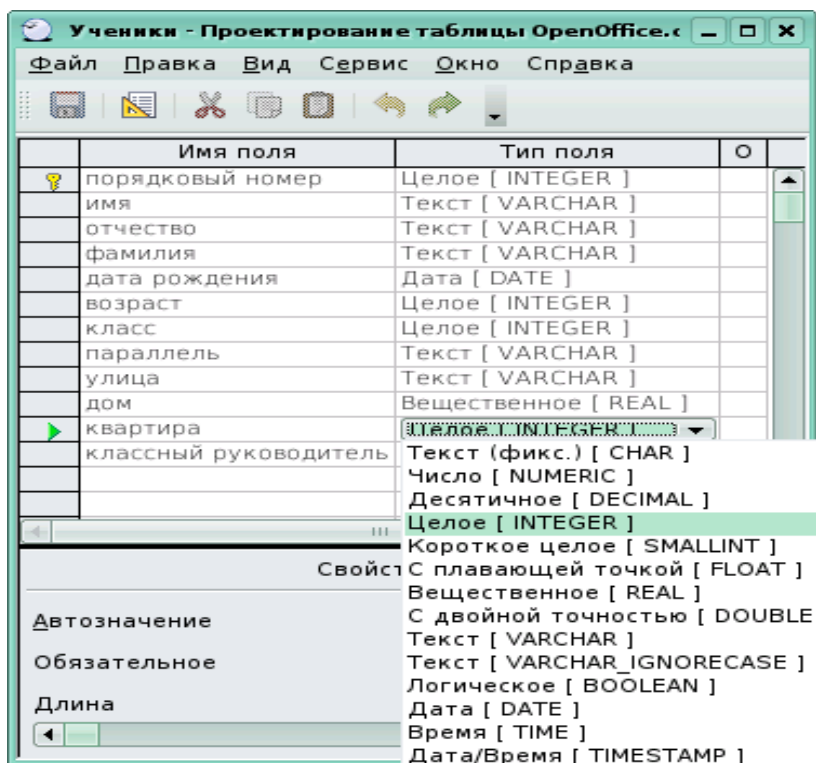 Ученики - Проектирование таблицы OpenOffice.c
Файл Правка Вид Сервис Окно Справка
Имя поля Тип поля О
порядковый номер Целое [ INTEGER ]
имя Текст [ VARCHAR ]
отчество Текст [ VARCHAR ]
фамилия Текст [ VARCHAR ]
дата рождения Дата [ DATE ]
возраст Целое [ INTEGER ]
класс Целое [ INTEGER ]
параллель Текст [ VARCHAR ]
улица Текст [ VARCHAR ]
дом Вещественное [ REAL ]
квартира Целое [ INTEGER ]
классный руководитель Текст (фикс.) [ CHAR ]
Число [ NUMERIC ]
Десятичное [ DECIMAL ]
Целое [ INTEGER ]
Короткое целое [ SMALLINT ]
Свойст С плавающей точкой [ FLOAT ]
Вещественное [ REAL ]
Автозначение С двойной точностью [ DOUBLE
Текст [ VARCHAR ]
Обязательное Текст [ VARCHAR_IGNORECASE ]
Логическое [ BOOLEAN ]
Длина Дата [ DATE ]
Время [ TIME ]
Дата/Время [ TIMESTAMP ]